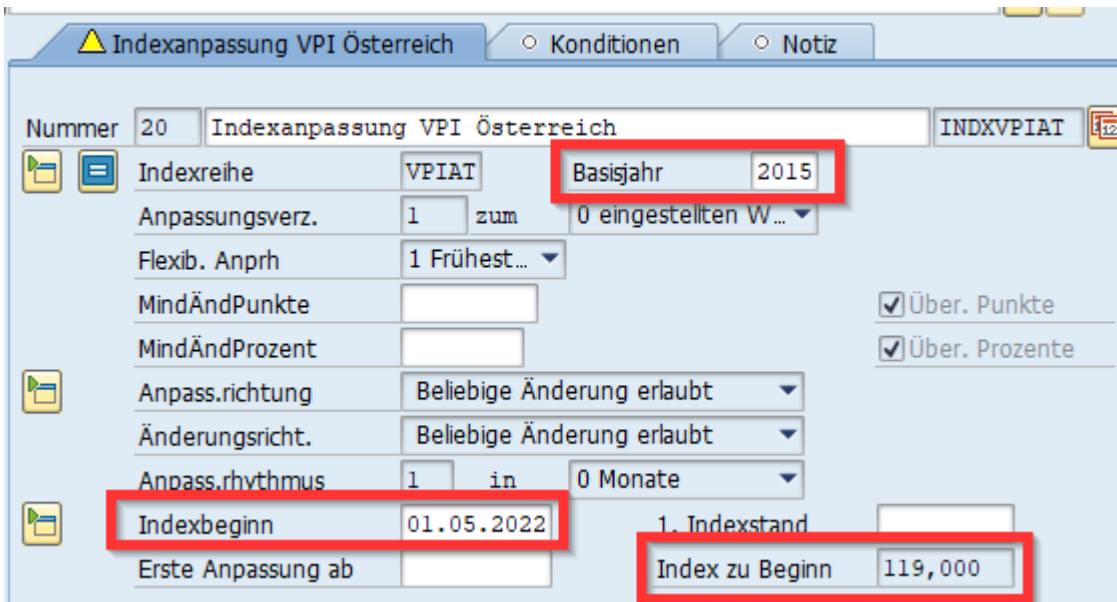 Indexanpassung VPI Österreich Konditionen Notiz
Nummer 20 Indexanpassung VPI Österreich INDXVPIAT
Indexreihe VPIAT Basisjahr 2015
Anpassungsverz. 1 zum 0 eingestellten W…
Flexib. Anprh 1 Frühest…
MindÄndPunkte Über. Punkte
MindÄndProzent Über. Prozente
Anpass.richtung Beliebige Änderung erlaubt
Änderungsricht. Beliebige Änderung erlaubt
Anpass.rhythmus 1 in 0 Monate
Indexbeginn 01.05.2022 1. Indexstand
Erste Anpassung ab Index zu Beginn 119,000